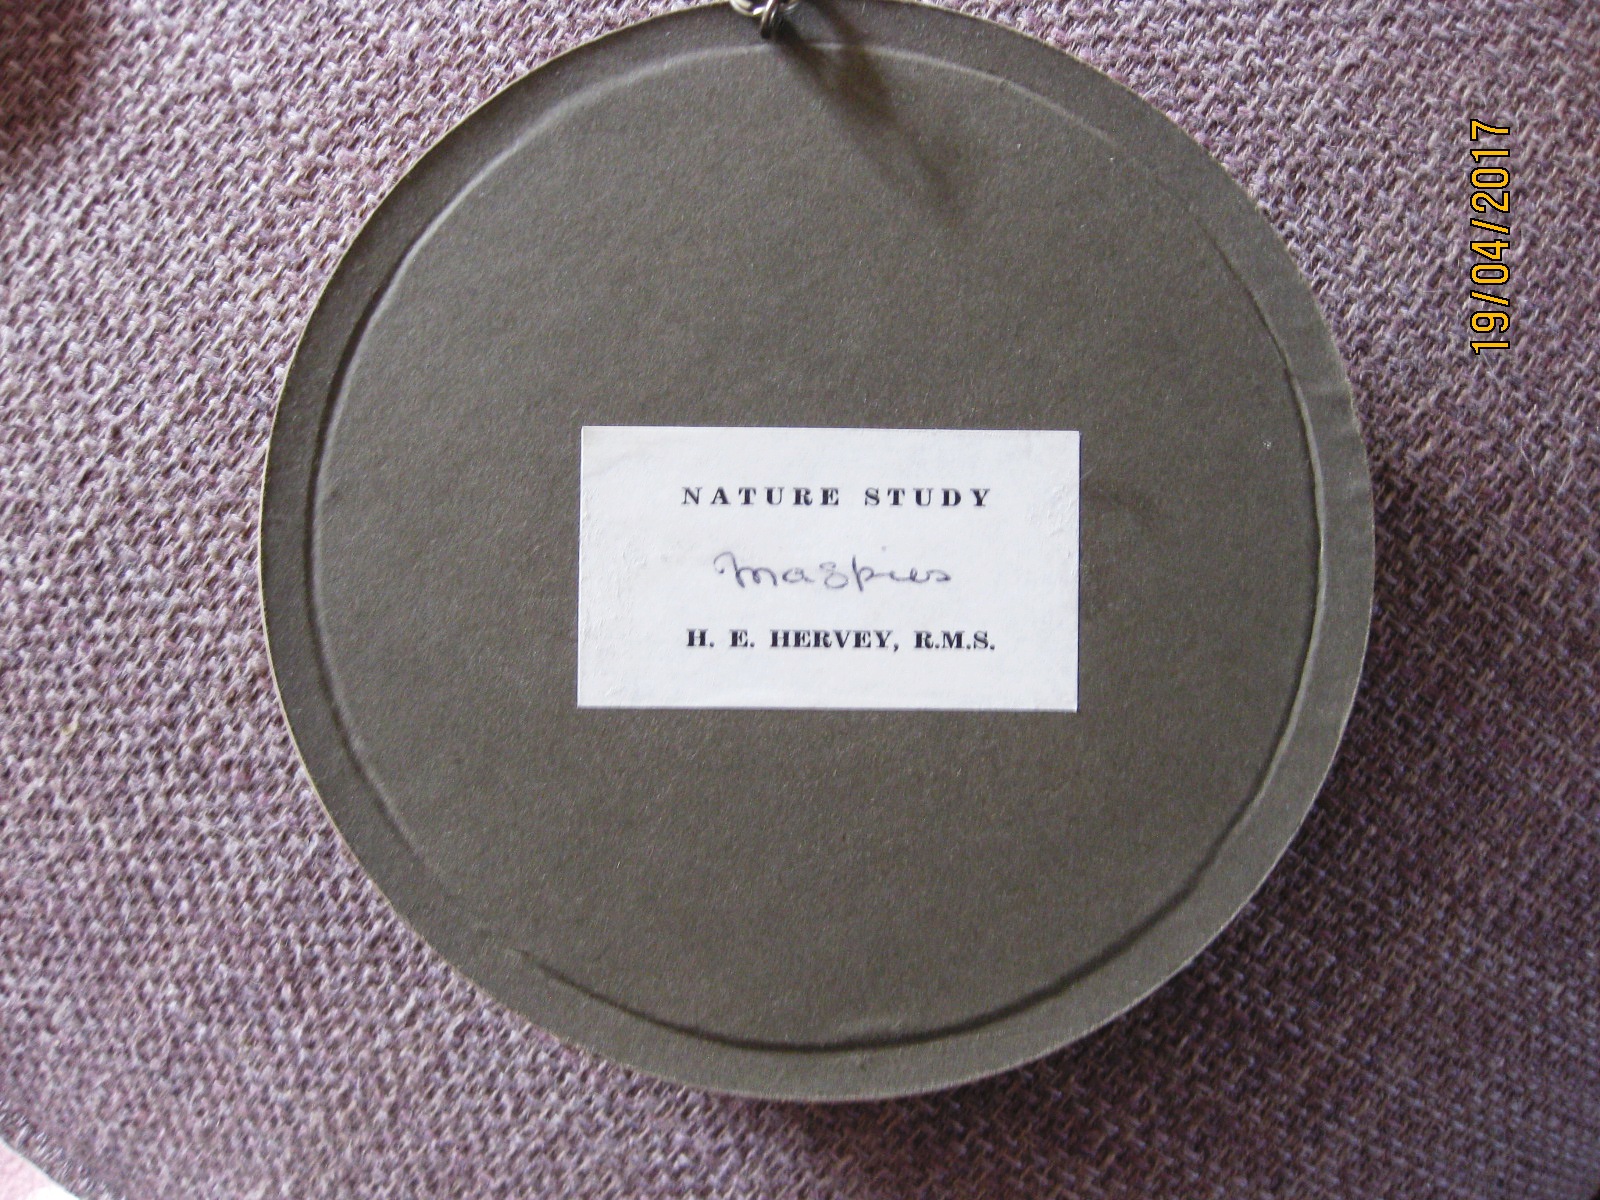 NATURE STUDY
Magpies
H. E. HERVEY, R.M.S.
19/04/2017